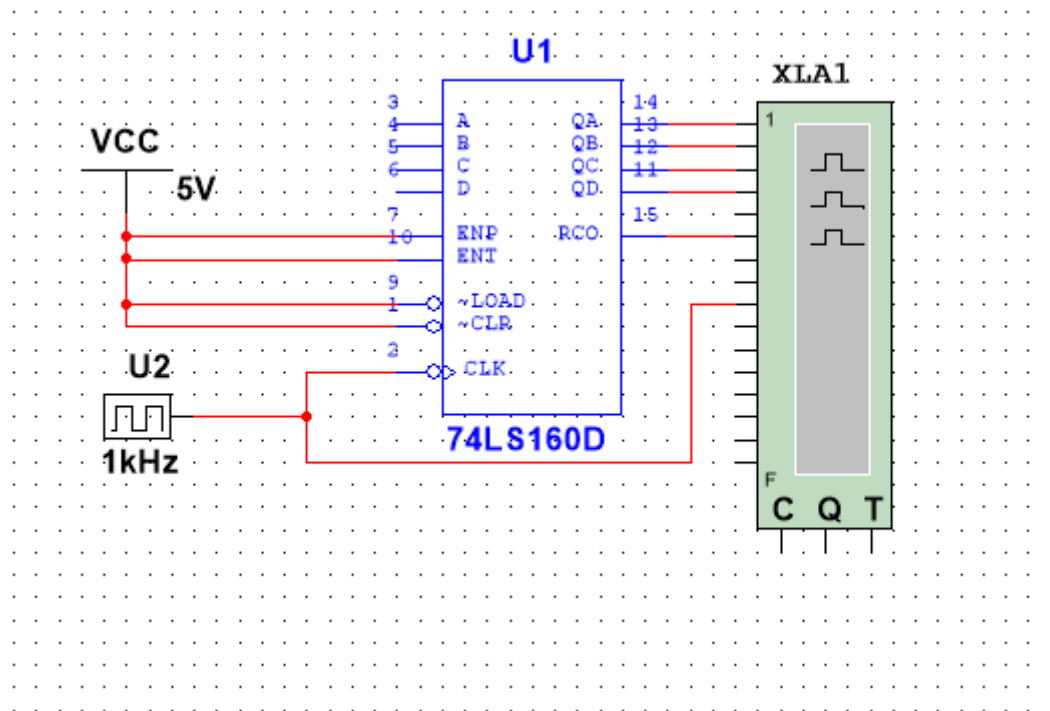 U1
XLA1
VCC
5V
3
4
5
6
7
10
9
1
2
A
B
C
D
ENP
ENT
~LOAD
~CLR
CLK
QA
QB
QC
QD
RCO
14
13
12
11
15
74LS160D
U2
1kHz
1
F
C Q T